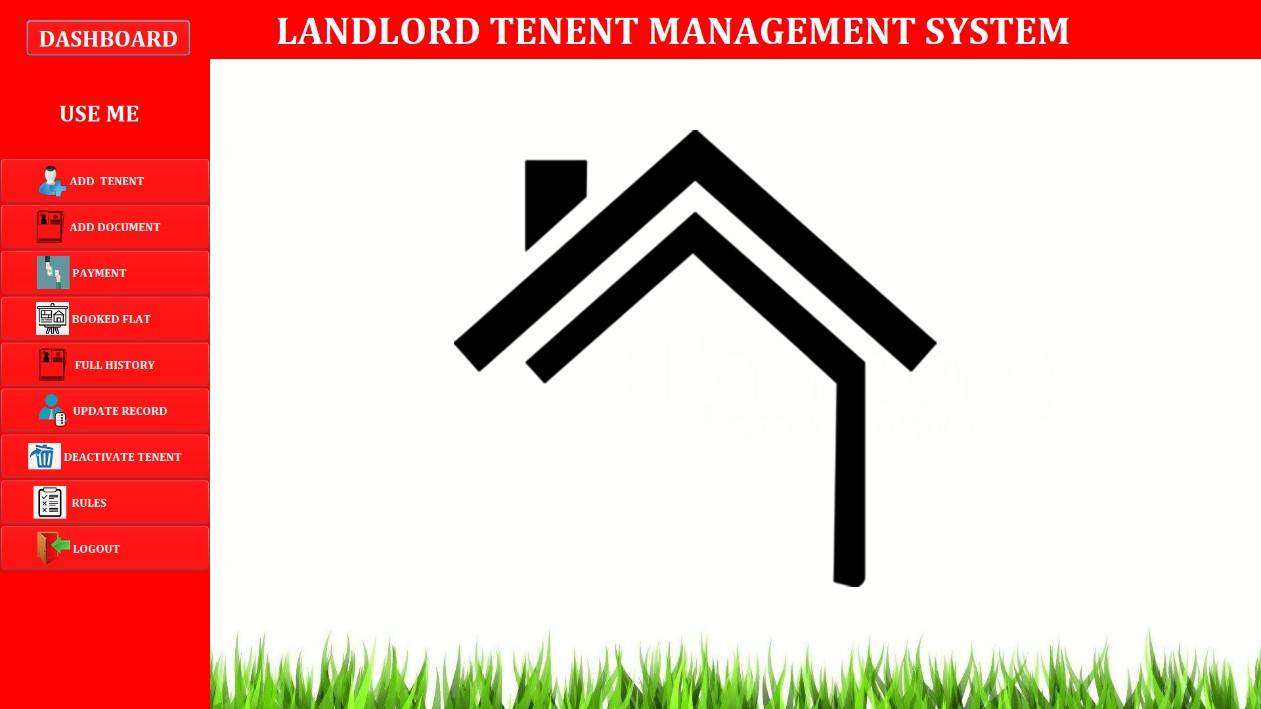 DASHBOARD
LANDLORD TENENT MANAGEMENT SYSTEM
USE ME
ADD TENENT
ADD DOCUMENT
PAYMENT
BOOKED FLAT
FULL HISTORY
UPDATE RECORD
DEACTIVATE TENENT
RULES
LOGOUT